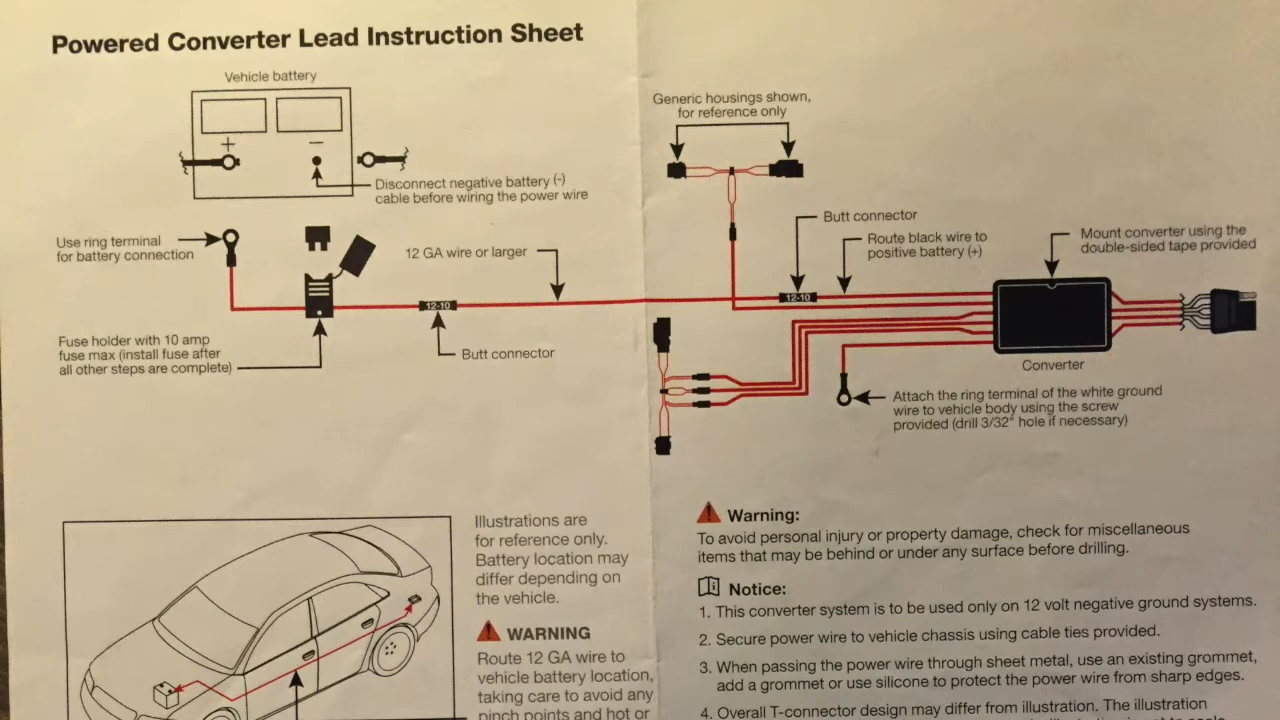 Powered Converter Lead Instruction Sheet
Vehicle battery
+
−
Disconnect negative battery (-)
cable before wiring the power wire
Use ring terminal
for battery connection
12 GA wire or larger
12-10
Fuse holder with 10 amp
fuse max (install fuse after
all other steps are complete)
Butt connector
Generic housings shown,
for reference only
Butt connector
Route black wire to
positive battery (+)
Mount converter using the
double-sided tape provided
12-10
Converter
Attach the ring terminal of the white ground
wire to vehicle body using the screw
provided (drill 3/32" hole if necessary)
Illustrations are
for reference only.
Battery location may
differ depending on
the vehicle.
WARNING
Route 12 GA wire to
vehicle battery location,
taking care to avoid any
pinch points and hot or
Warning:
To avoid personal injury or property damage, check for miscellaneous
items that may be behind or under any surface before drilling.
Notice:
1. This converter system is to be used only on 12 volt negative ground systems.
2. Secure power wire to vehicle chassis using cable ties provided.
3. When passing the power wire through sheet metal, use an existing grommet,
add a grommet or use silicone to protect the power wire from sharp edges.
4. Overall T-connector design may differ from illustration. The illustration